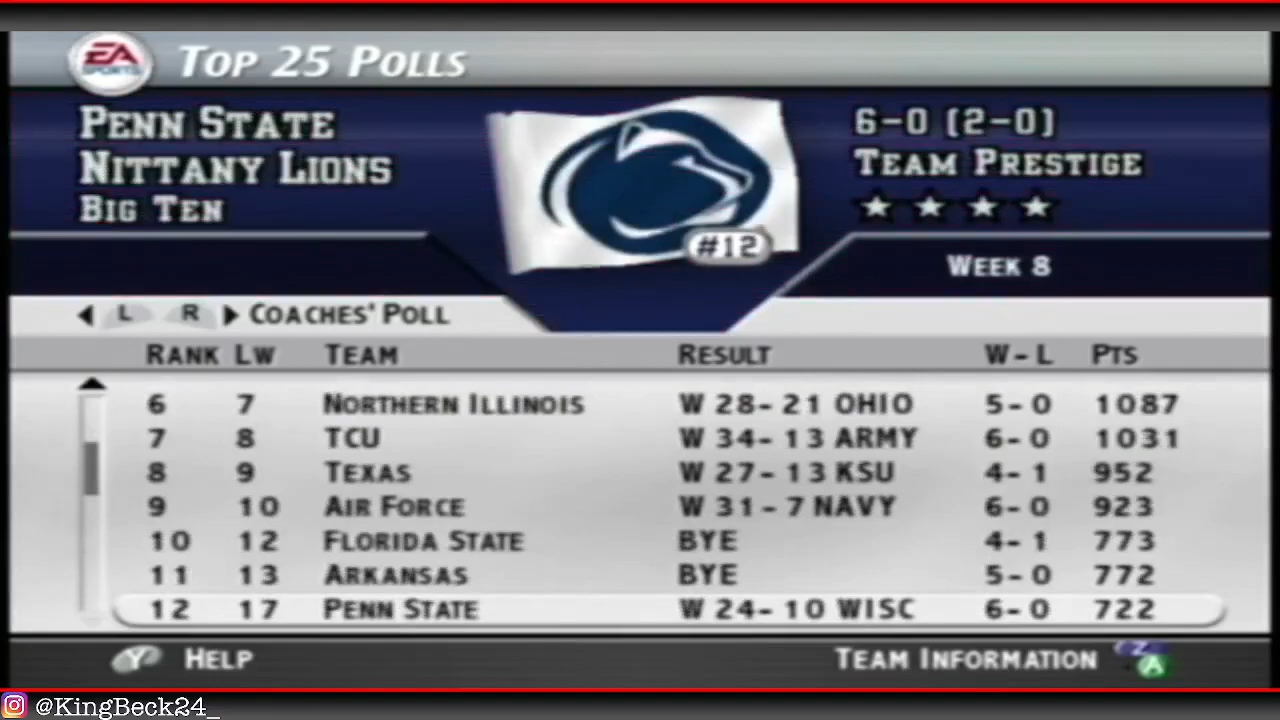 EA SPORTS Top 25 Polls
Penn State
Nittany Lions
Big Ten
#12
6-0 (2-0)
Team Prestige
Week 8
L R Coaches' Poll
Rank Lw Team Result W - L Pts
6 7 Northern Illinois W 28-21 OHIO 5-0 1087
7 8 TCU W 34-13 ARMY 6-0 1031
8 9 Texas W 27-13 KSU 4-1 952
9 10 Air Force W 31-7 NAVY 6-0 923
10 12 Florida State BYE 4-1 773
11 13 Arkansas BYE 5-0 772
12 17 Penn State W 24-10 WISC 6-0 722
Y Help Team Information Z A
@KingBeck24_